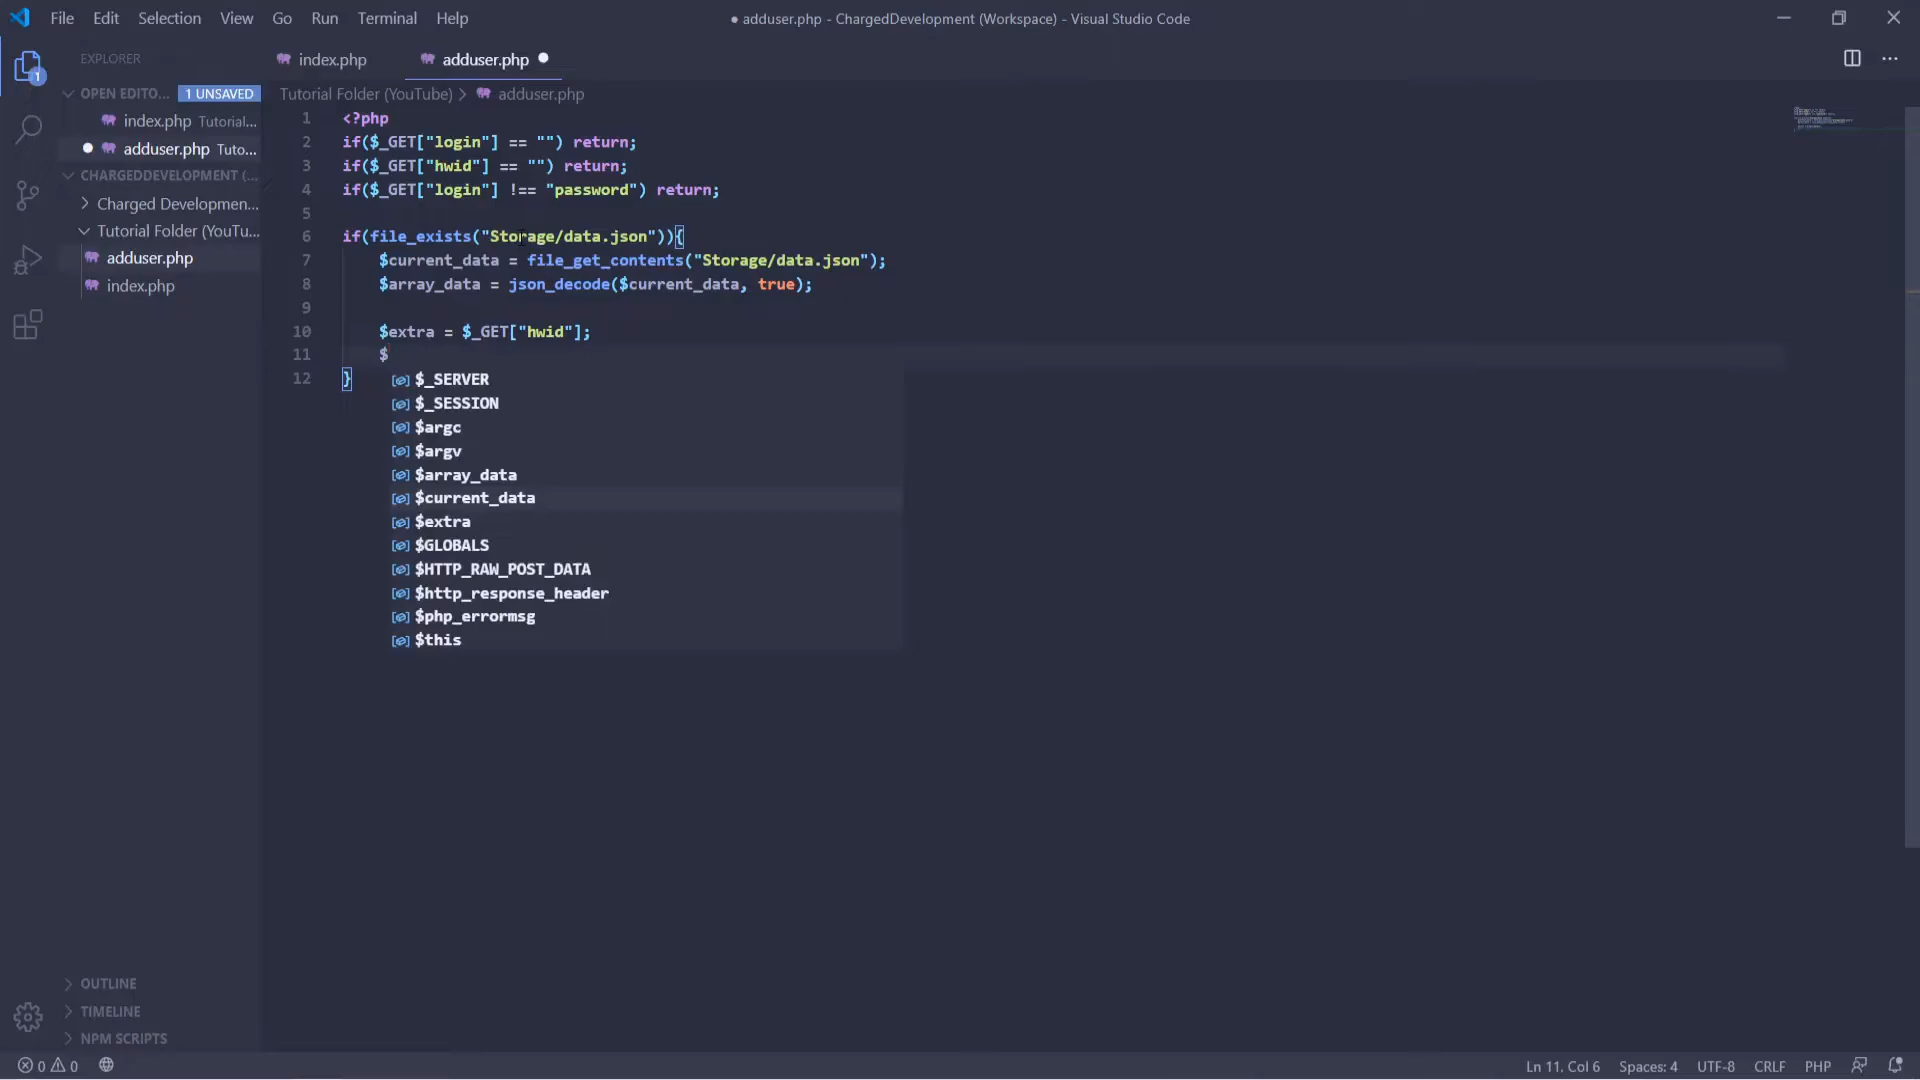 File Edit Selection View Go Run Terminal Help
● adduser.php - ChargedDevelopment (Workspace) - Visual Studio Code
EXPLORER
index.php
adduser.php
OPEN EDITO... 1 UNSAVED
index.php Tutorial...
adduser.php Tuto...
CHARGEDDEVELOPMENT (...
Charged Developmen...
Tutorial Folder (YouTu...
adduser.php
index.php
Tutorial Folder (YouTube) > adduser.php
1 <?php
2 if($_GET["login"] == "") return;
3 if($_GET["hwid"] == "") return;
4 if($_GET["login"] !== "password") return;
5
6 if(file_exists("Storage/data.json")){
7 $current_data = file_get_contents("Storage/data.json");
8 $array_data = json_decode($current_data, true);
9
10 $extra = $_GET["hwid"];
11 $
12 }
$_SERVER
$_SESSION
$argc
$argv
$array_data
$current_data
$extra
$GLOBALS
$HTTP_RAW_POST_DATA
$http_response_header
$php_errormsg
$this
1
OUTLINE
TIMELINE
NPM SCRIPTS
0 0
Ln 11, Col 6 Spaces: 4 UTF-8 CRLF PHP